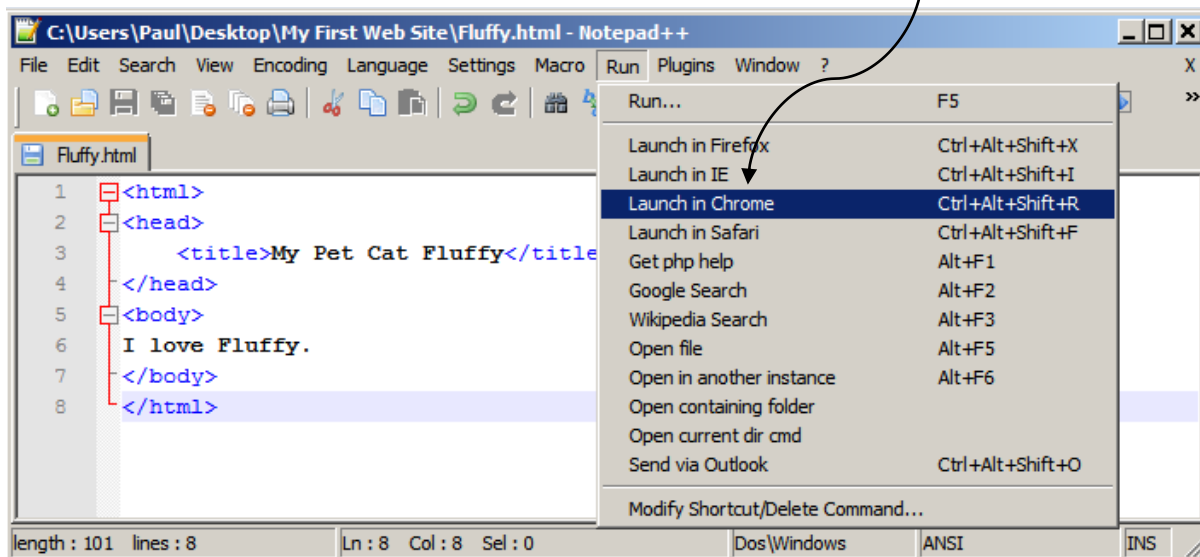 C:\Users\Paul\Desktop\My First Web Site\Fluffy.html - Notepad++
File Edit Search View Encoding Language Settings Macro Run Plugins Window ? X
Run... F5
Launch in Firefox Ctrl+Alt+Shift+X
Launch in IE Ctrl+Alt+Shift+I
Launch in Chrome Ctrl+Alt+Shift+R
Launch in Safari Ctrl+Alt+Shift+F
Get php help Alt+F1
Google Search Alt+F2
Wikipedia Search Alt+F3
Open file Alt+F5
Open in another instance Alt+F6
Open containing folder
Open current dir cmd
Send via Outlook Ctrl+Alt+Shift+O
Modify Shortcut/Delete Command...
Fluffy.html
1 <html>
2 <head>
3 <title>My Pet Cat Fluffy</title
4 </head>
5 <body>
6 I love Fluffy.
7 </body>
8 </html>
length : 101 lines : 8 Ln : 8 Col : 8 Sel : 0 Dos\Windows ANSI INS